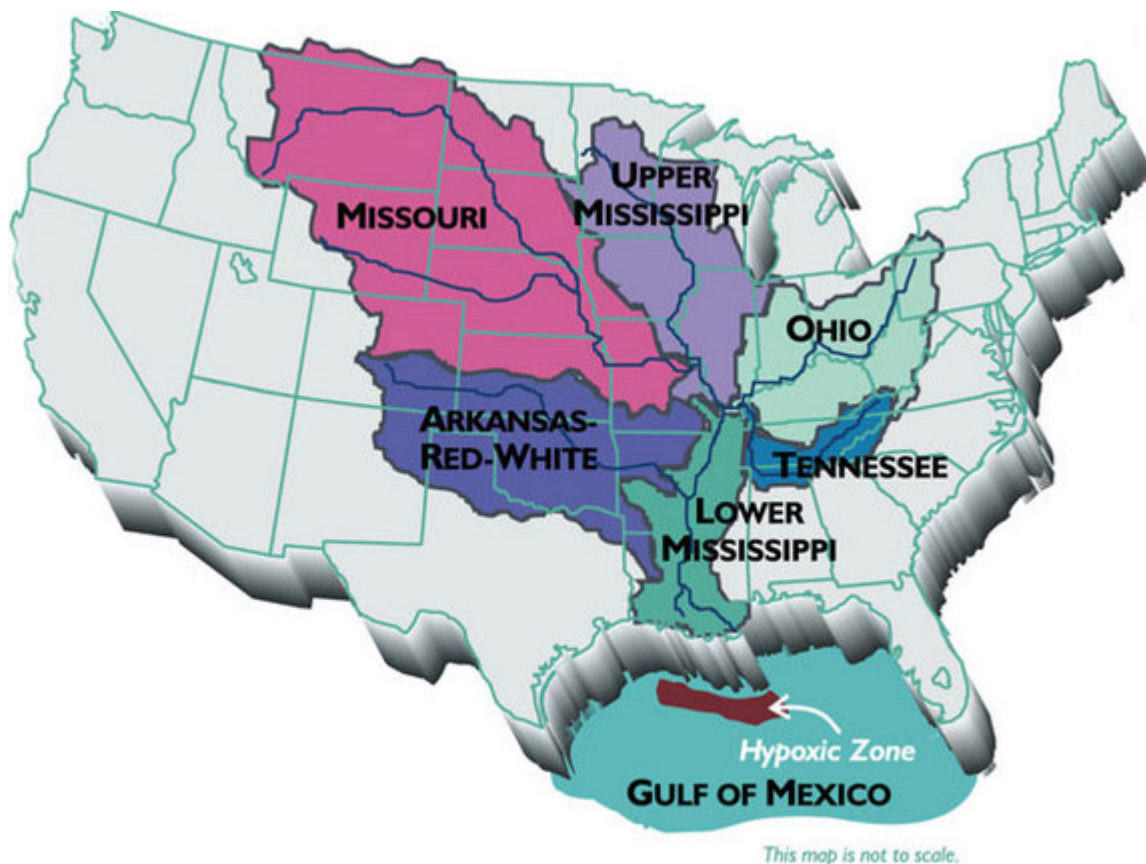 MISSOURI
UPPER
MISSISSIPPI
OHIO
ARKANSAS-
RED-WHITE
TENNESSEE
LOWER
MISSISSIPPI
Hypoxic Zone
GULF OF MEXICO
This map is not to scale.